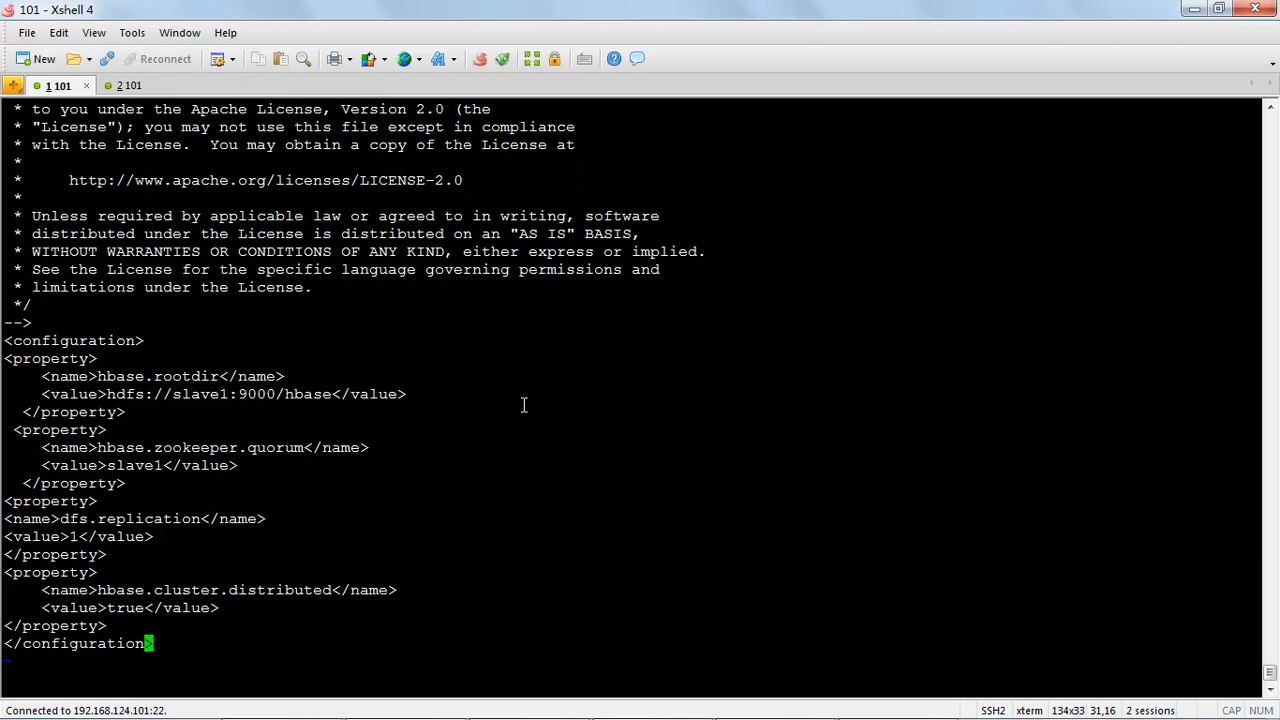 101 - Xshell 4
File Edit View Tools Window Help
New Reconnect
1 101 2 101
* to you under the Apache License, Version 2.0 (the
* "License"); you may not use this file except in compliance
* with the License.  You may obtain a copy of the License at
*
*     http://www.apache.org/licenses/LICENSE-2.0
*
* Unless required by applicable law or agreed to in writing, software
* distributed under the License is distributed on an "AS IS" BASIS,
* WITHOUT WARRANTIES OR CONDITIONS OF ANY KIND, either express or implied.
* See the License for the specific language governing permissions and
* limitations under the License.
*/
-->
<configuration>
<property>
    <name>hbase.rootdir</name>
    <value>hdfs://slave1:9000/hbase</value>
  </property>
 <property>
    <name>hbase.zookeeper.quorum</name>
    <value>slave1</value>
  </property>
<property>
<name>dfs.replication</name>
<value>1</value>
</property>
<property>
    <name>hbase.cluster.distributed</name>
    <value>true</value>
</property>
</configuration>
~
Connected to 192.168.124.101:22. SSH2 xterm 134x33 31,16 2 sessions CAP NUM